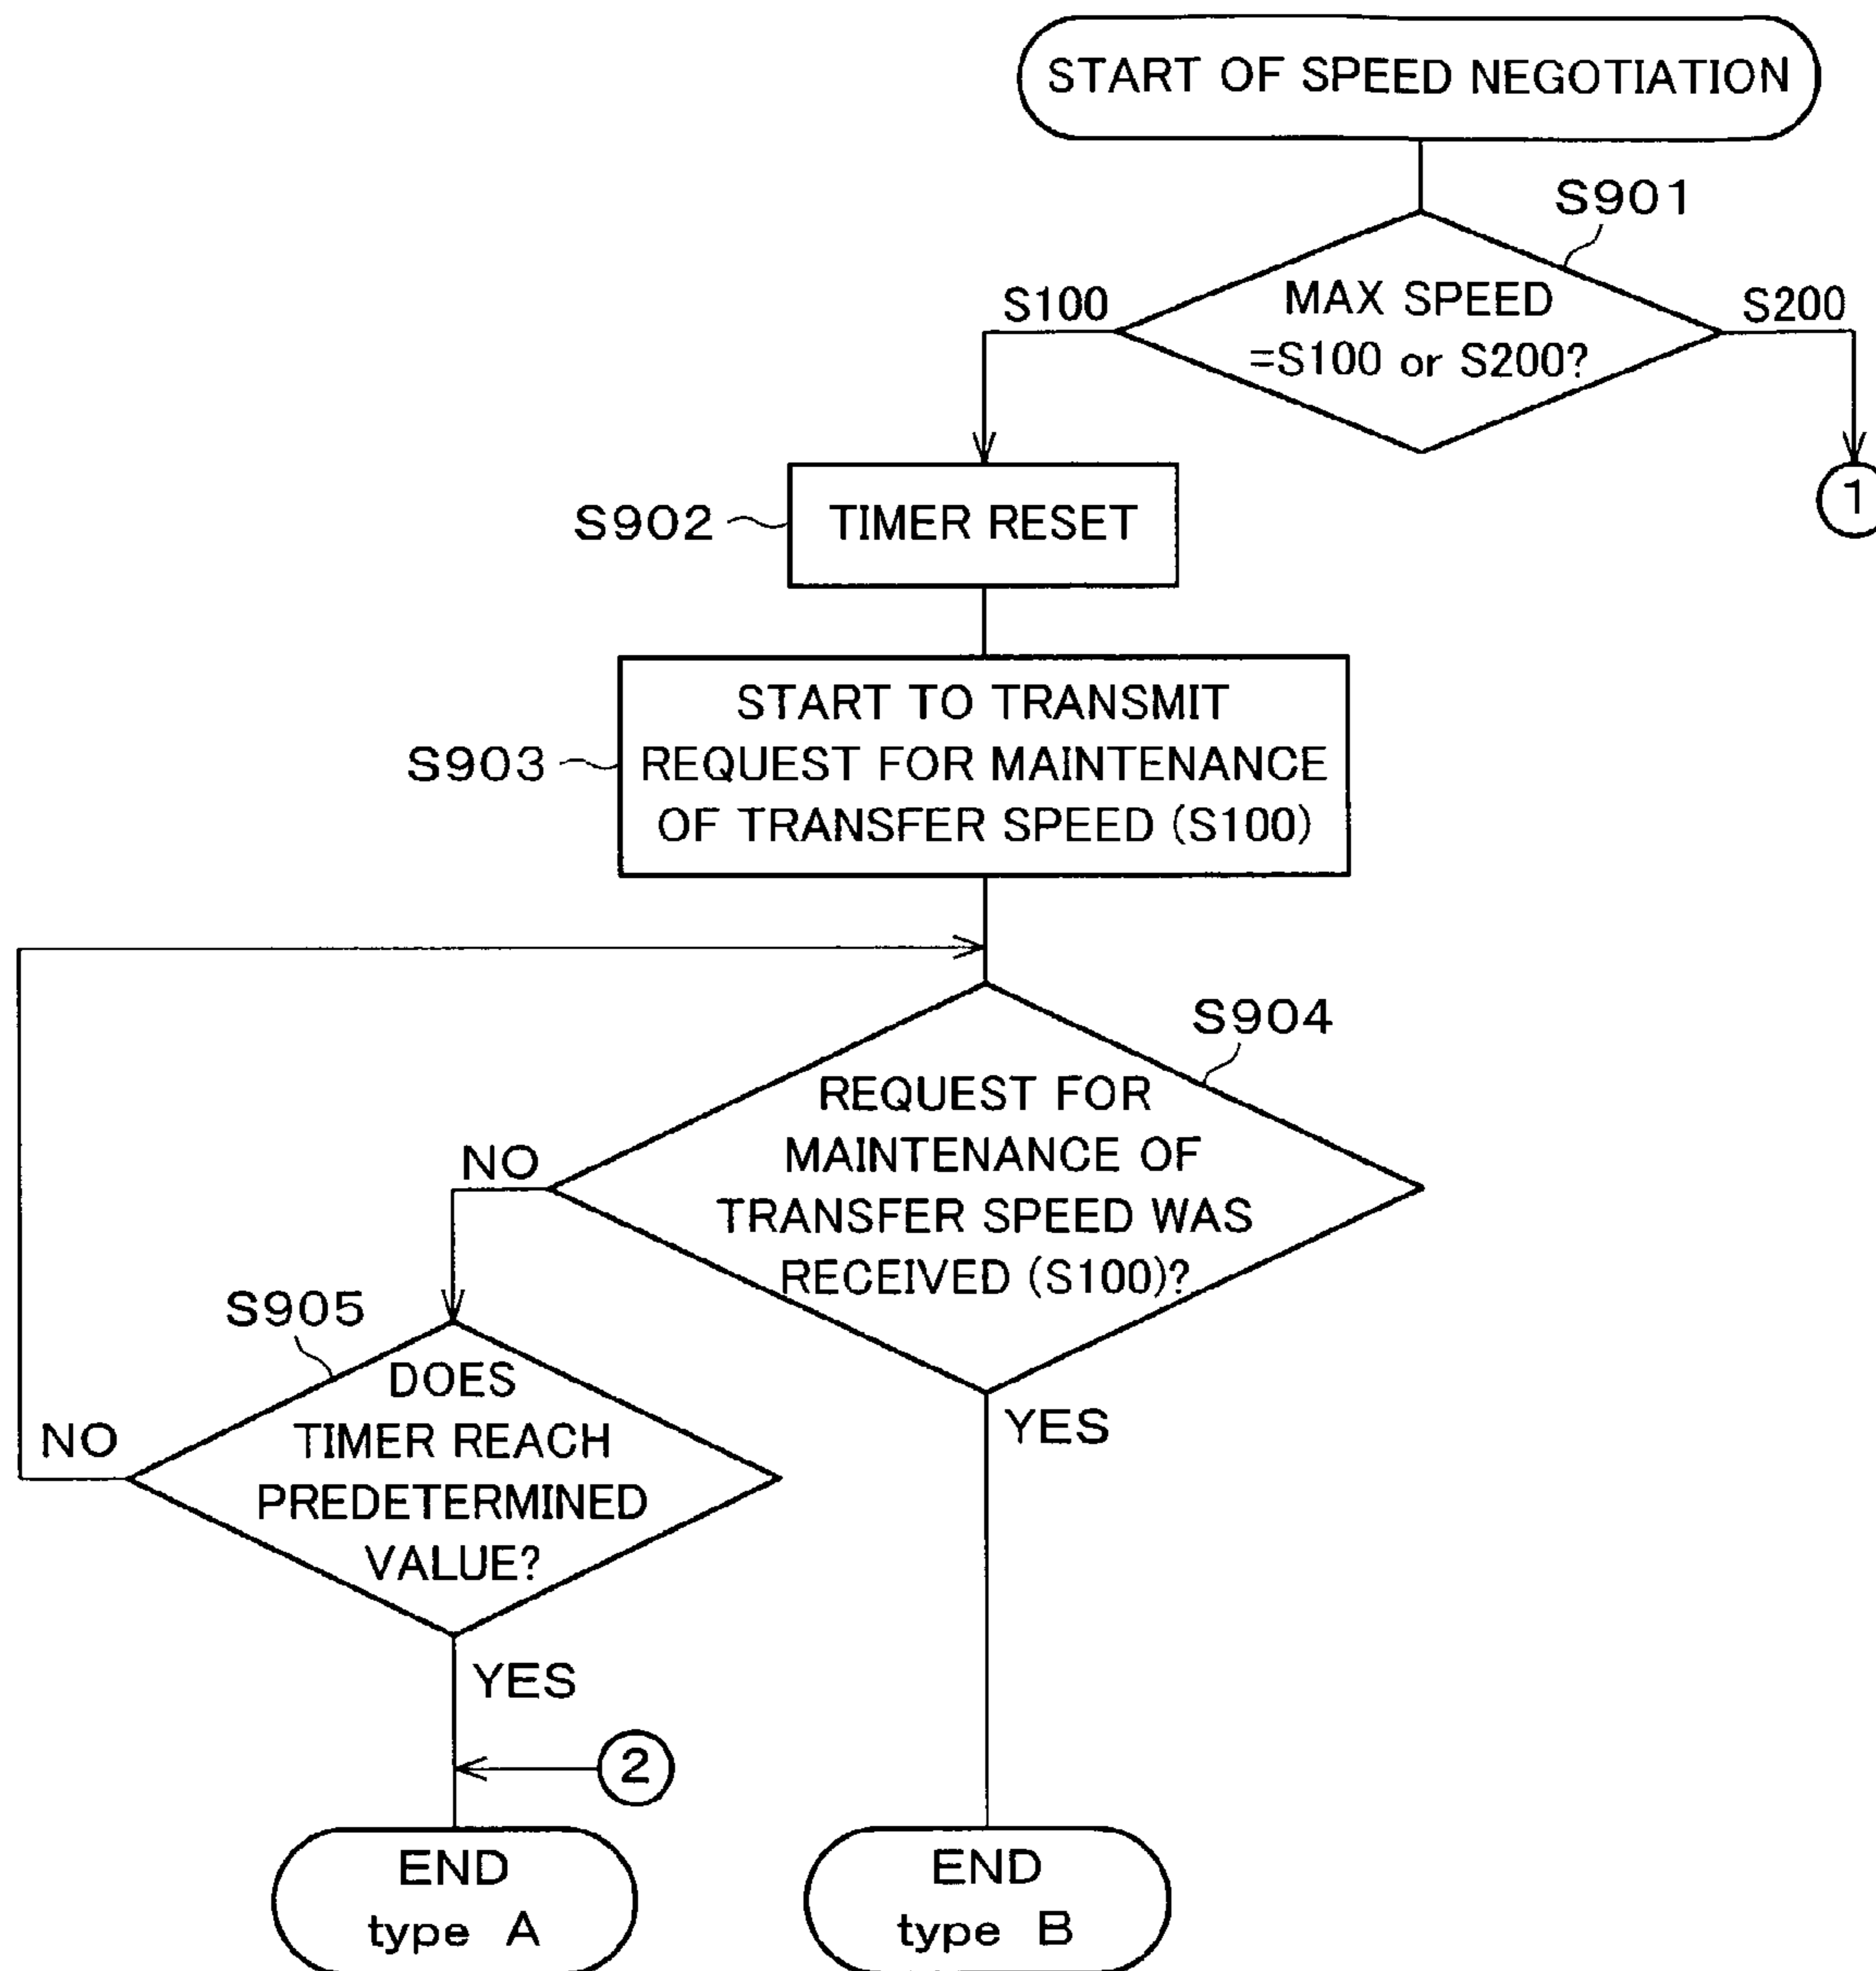 START OF SPEED NEGOTIATION
S901
MAX SPEED
=S100 or S200?
S100
S200
1
S902
TIMER RESET
S903
START TO TRANSMIT
REQUEST FOR MAINTENANCE
OF TRANSFER SPEED (S100)
S904
REQUEST FOR
MAINTENANCE OF
TRANSFER SPEED WAS
RECEIVED (S100)?
NO
YES
S905
DOES
TIMER REACH
PREDETERMINED
VALUE?
NO
YES
2
END
type A
END
type B